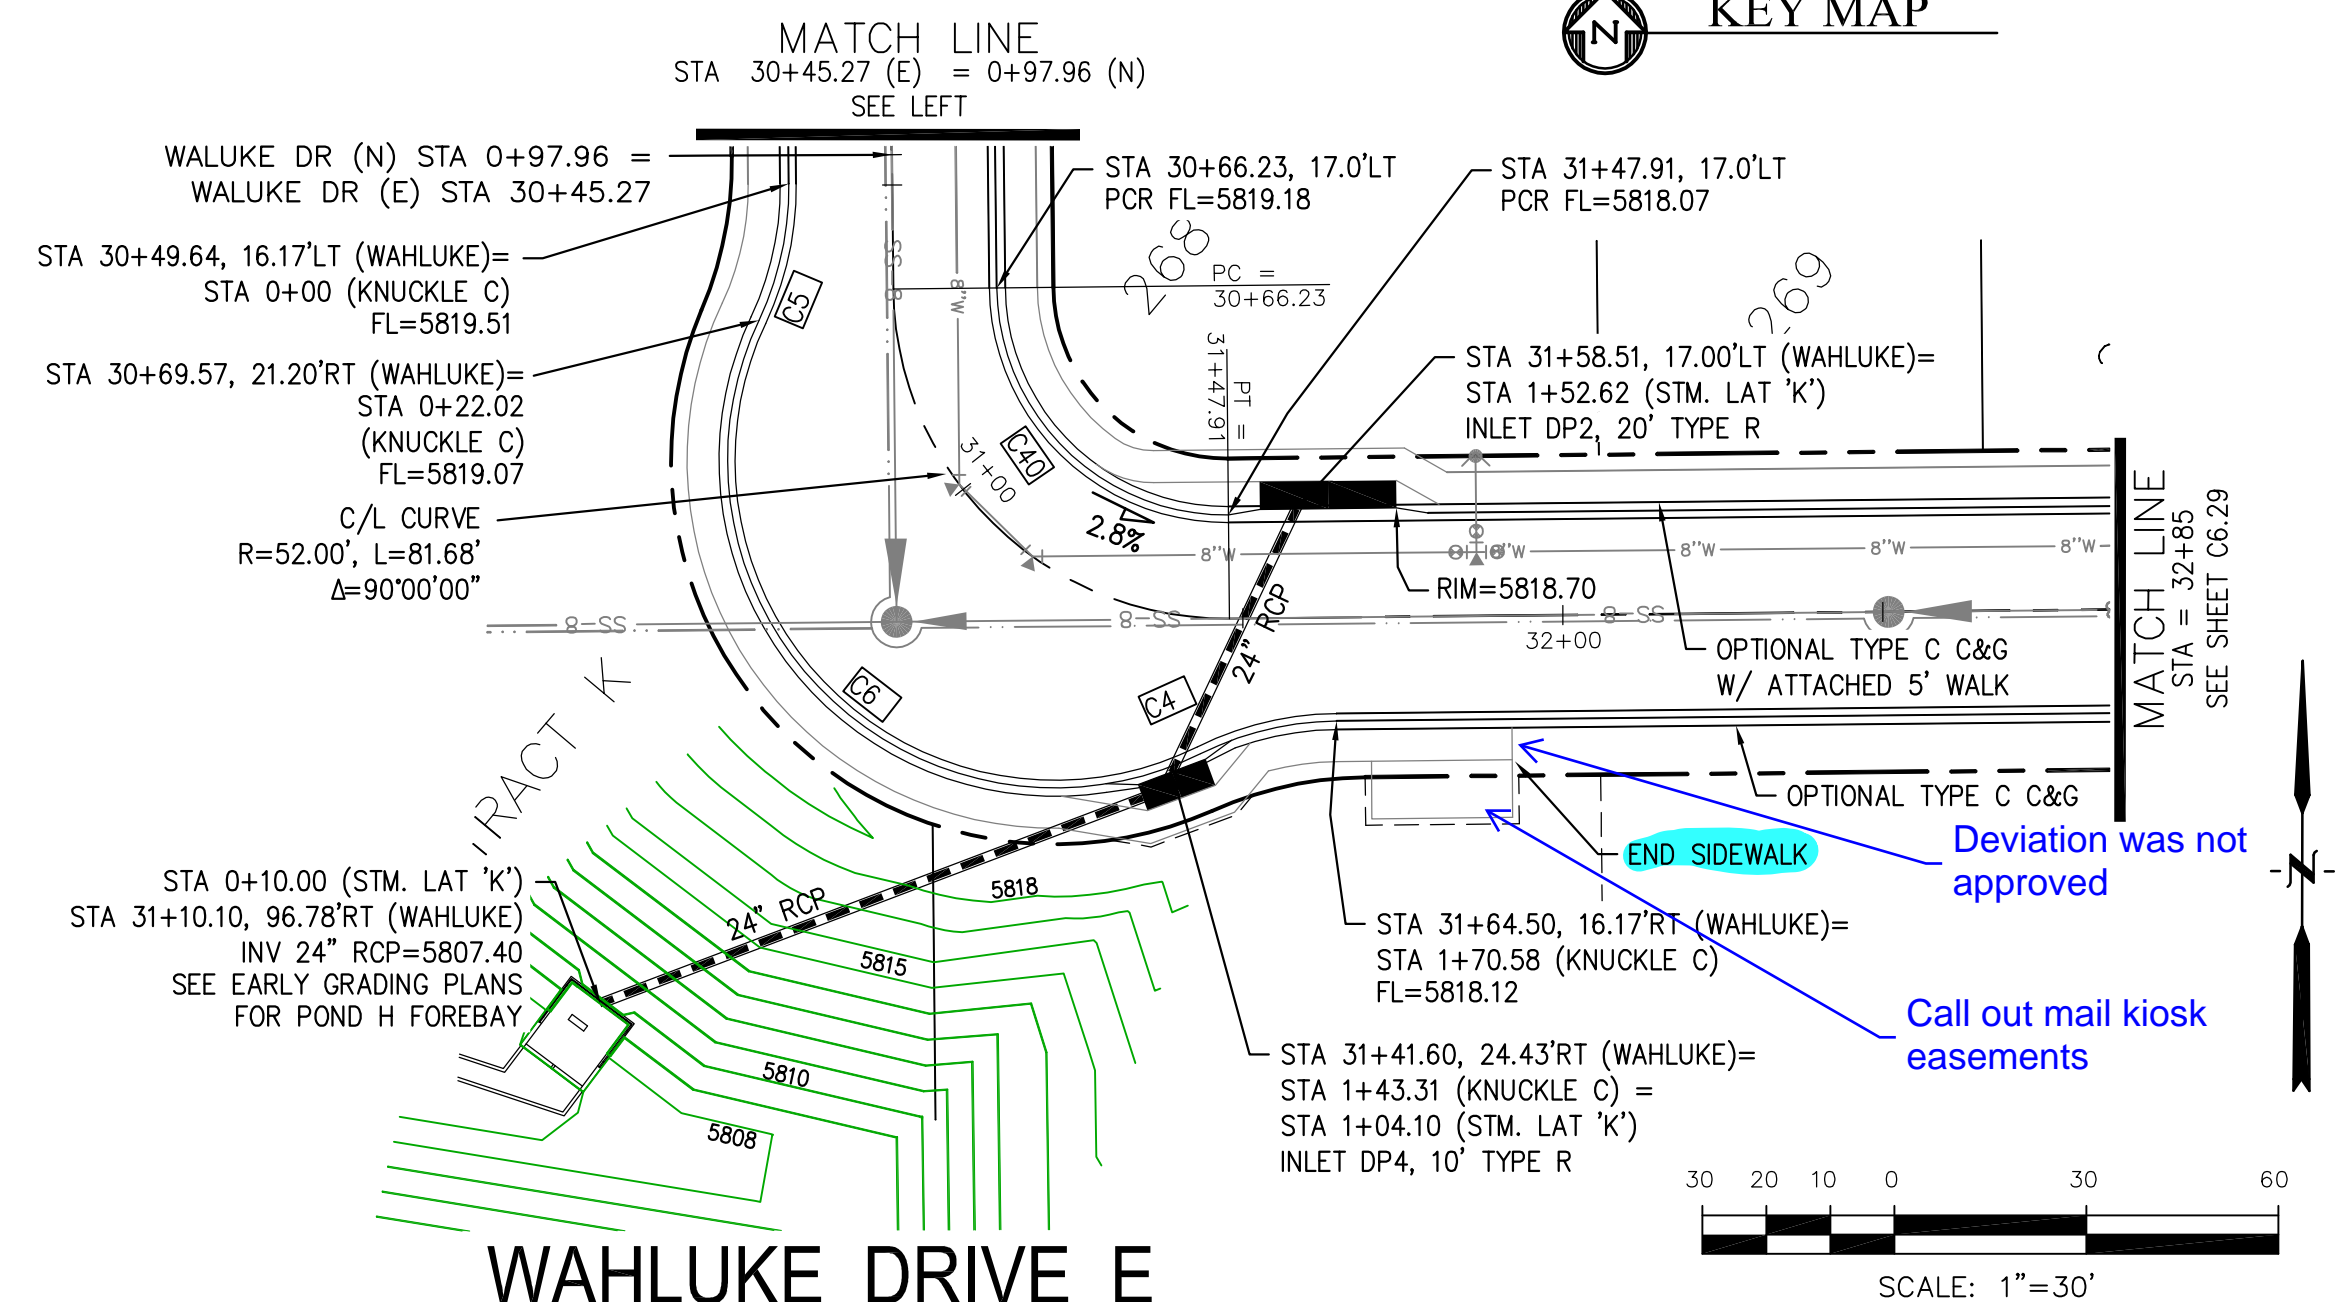 KEY MAP
N
MATCH LINE
STA 30+45.27 (E) = 0+97.96 (N)
SEE LEFT
WALUKE DR (N) STA 0+97.96 =
WALUKE DR (E) STA 30+45.27
STA 30+49.64, 16.17'LT (WAHLUKE)=
STA 0+00 (KNUCKLE C)
FL=5819.51
STA 30+69.57, 21.20'RT (WAHLUKE)=
STA 0+22.02
(KNUCKLE C)
FL=5819.07
C/L CURVE
R=52.00', L=81.68'
Δ=90°00'00"
STA 30+66.23, 17.0'LT
PCR FL=5819.18
STA 31+47.91, 17.0'LT
PCR FL=5818.07
268
269
PC =
30+66.23
PT =
31+47.91
STA 31+58.51, 17.00'LT (WAHLUKE)=
STA 1+52.62 (STM. LAT 'K')
INLET DP2, 20' TYPE R
C5
C40
C6
C4
31+00
2.8%
SS
8
8"W
8"W
8"W
8"W
8"W
8"W
RIM=5818.70
8-SS
8-SS
8-SS
32+00
24" RCP
OPTIONAL TYPE C C&G
W/ ATTACHED 5' WALK
MATCH LINE
STA = 32+85
SEE SHEET C6.29
OPTIONAL TYPE C C&G
END SIDEWALK
Deviation was not
approved
Call out mail kiosk
easements
TRACT K
STA 0+10.00 (STM. LAT 'K')
STA 31+10.10, 96.78'RT (WAHLUKE)
INV 24" RCP=5807.40
SEE EARLY GRADING PLANS
FOR POND H FOREBAY
24" RCP
5818
5815
5810
5808
STA 31+64.50, 16.17'RT (WAHLUKE)=
STA 1+70.58 (KNUCKLE C)
FL=5818.12
STA 31+41.60, 24.43'RT (WAHLUKE)=
STA 1+43.31 (KNUCKLE C) =
STA 1+04.10 (STM. LAT 'K')
INLET DP4, 10' TYPE R
N
30 20 10 0 30 60
SCALE: 1"=30'
WAHLUKE DRIVE E